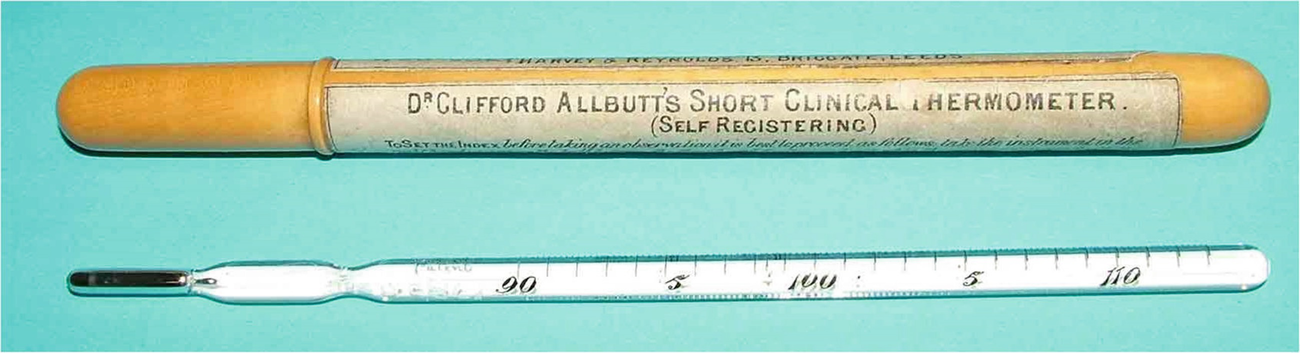 HARVEY & REYNOLDS 13, BRIGGATE, LEEDS
DR CLIFFORD ALLBUTT'S SHORT CLINICAL THERMOMETER.
(SELF REGISTERING)
TO SET THE INDEX before taking an observation it is best to proceed as follows, take the instrument in the
90 5 100 5 110